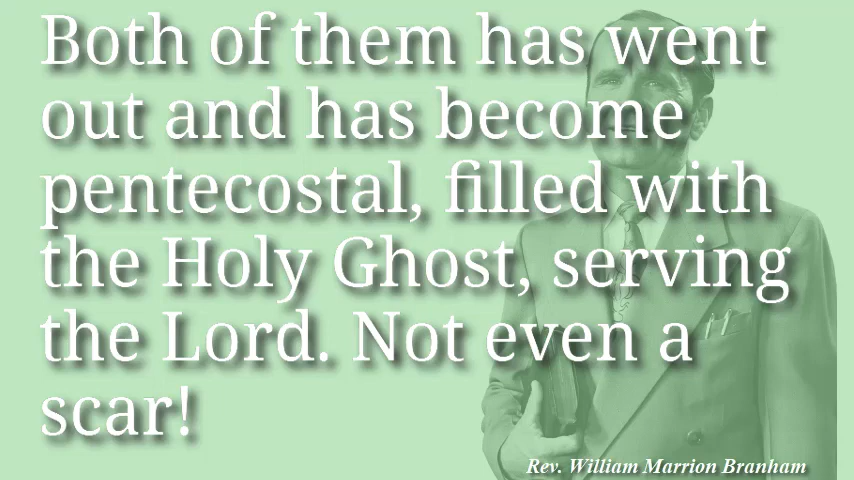 Both of them has went
out and has become
pentecostal, filled with
the Holy Ghost, serving
the Lord. Not even a
scar!
Rev. William Marrion Branham